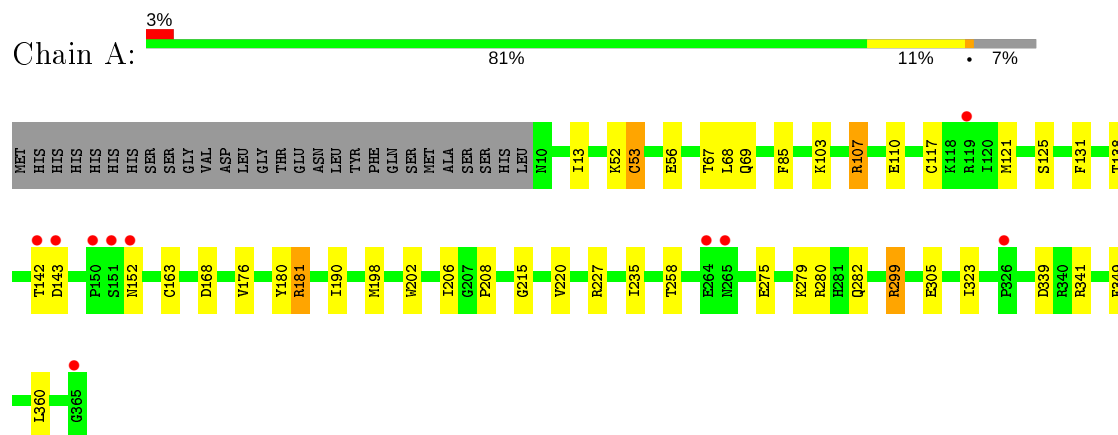 3%
Chain A:
81% 11% • 7%
MET HIS HIS HIS HIS HIS HIS SER SER GLY VAL ASP LEU GLY THR GLU ASN LEU TYR PHE GLN SER MET ALA SER SER HIS LEU N10 I13 K52 C53 E56 T67 L68 Q69 F85 K103 R107 E110 C117 K118 R119 I120 M121 S125 F131
T142 D143 P150 S151 N152 C163 D168 V176 Y180 R181 I190 M198 W202 I206 G207 P208 G215 V220 R227 I235 T258 E264 N265 E275 K279 R280 H281 Q282 R299 E305 I323 P326 D339 R340 R341
L360 G365